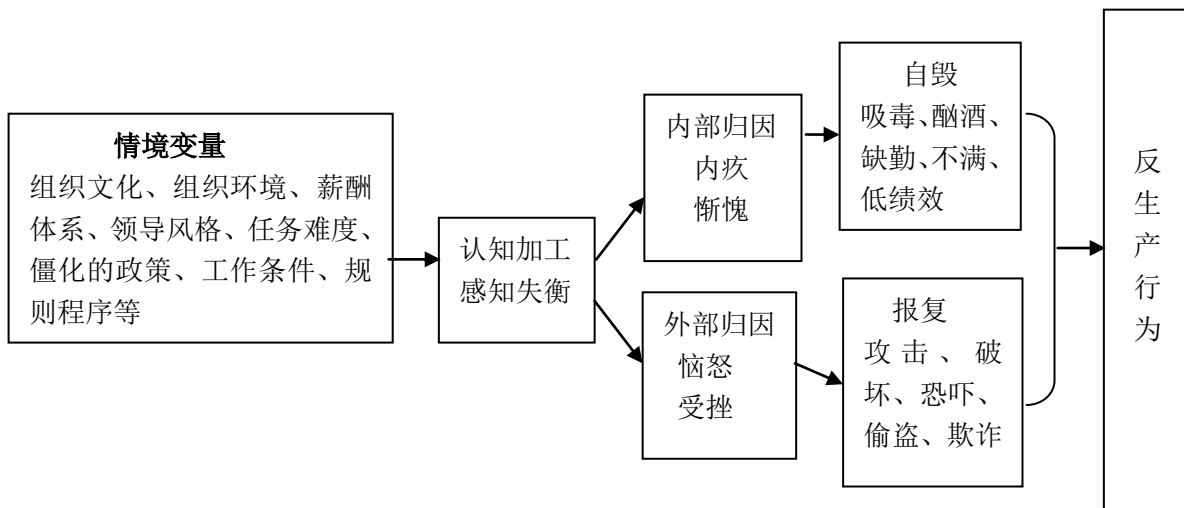 情境变量
组织文化、组织环境、薪酬
体系、领导风格、任务难度、
僵化的政策、工作条件、规
则程序等
认知加工
感知失衡
内部归因
内疚
惭愧
外部归因
恼怒
受挫
自毁
吸毒、酗酒、
缺勤、不满、
低绩效
报复
攻击、破
坏、恐吓、
偷盗、欺诈
反
生
产
行
为